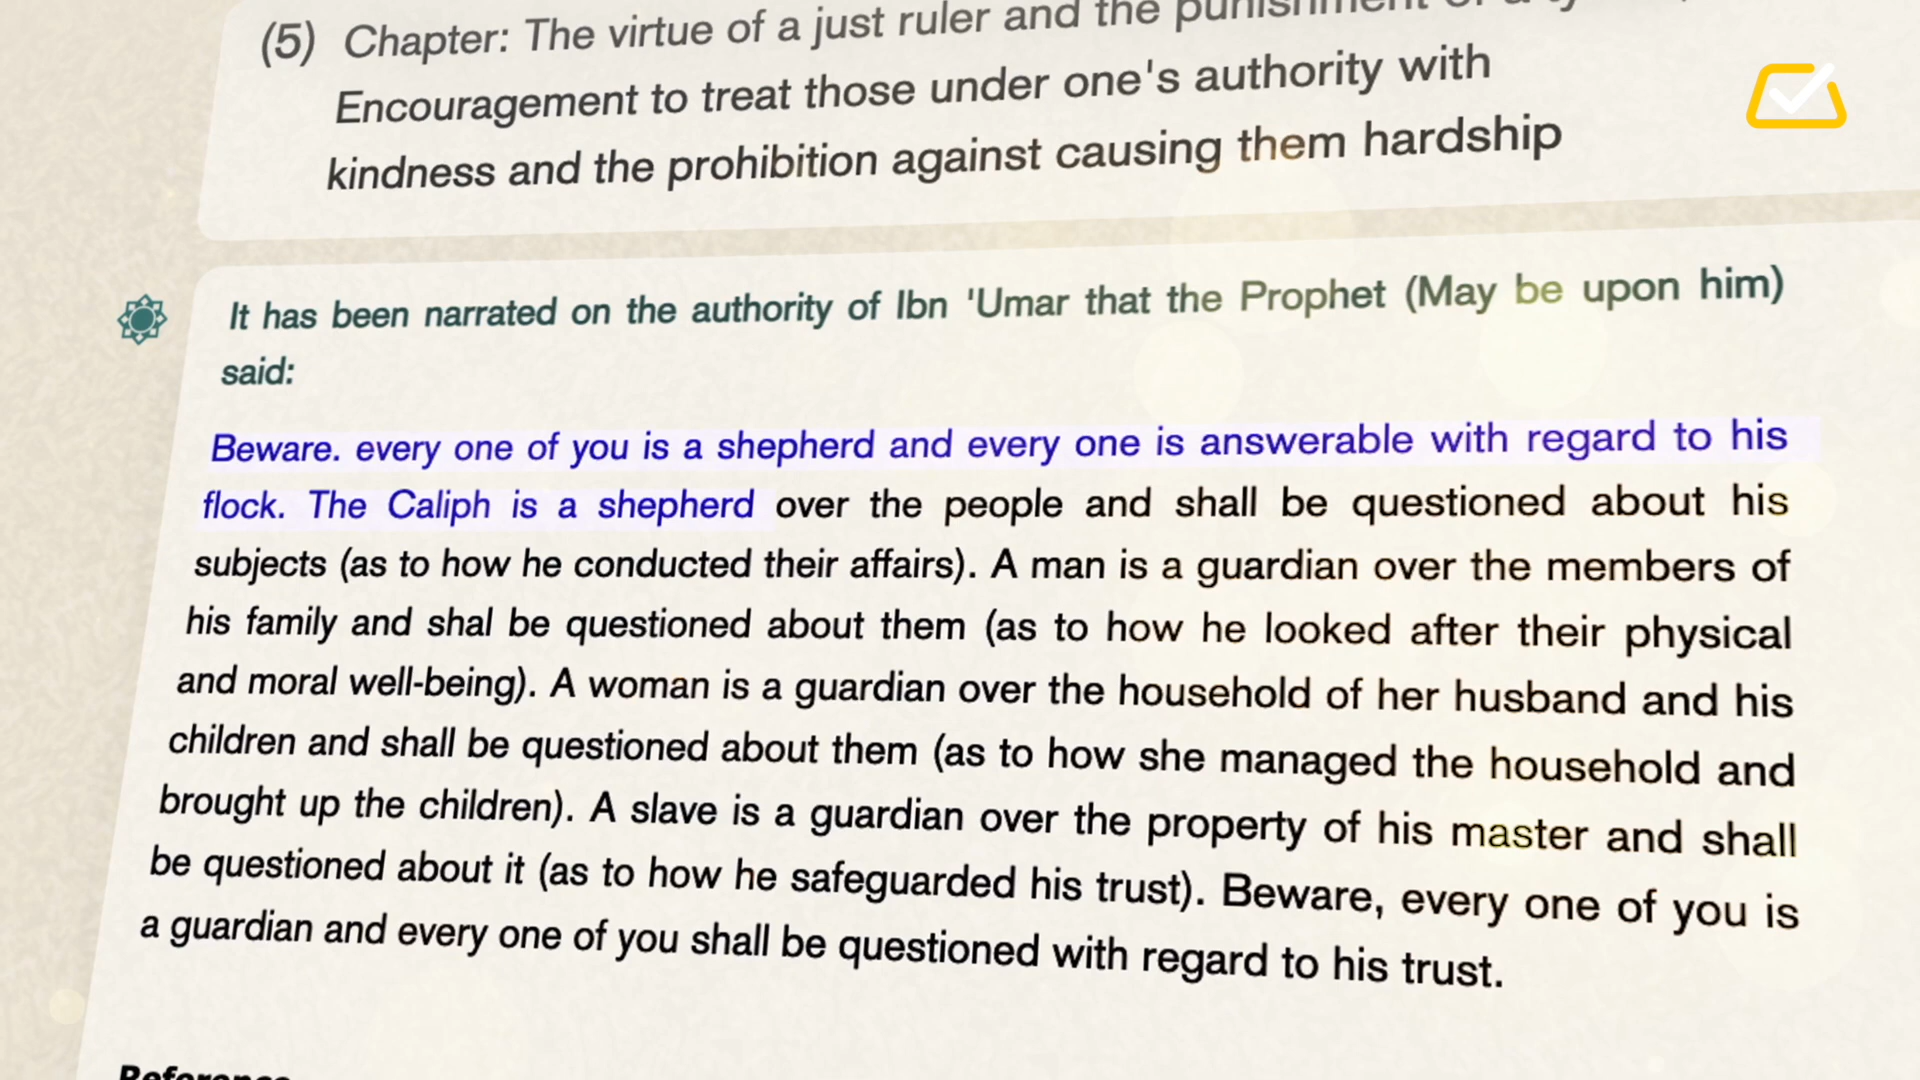 (5) Chapter: The virtue of a just ruler and the punishment of a
Encouragement to treat those under one's authority with
kindness and the prohibition against causing them hardship
It has been narrated on the authority of Ibn 'Umar that the Prophet (May be upon him)
said:
Beware. every one of you is a shepherd and every one is answerable with regard to his
flock. The Caliph is a shepherd over the people and shall be questioned about his
subjects (as to how he conducted their affairs). A man is a guardian over the members of
his family and shal be questioned about them (as to how he looked after their physical
and moral well-being). A woman is a guardian over the household of her husband and his
children and shall be questioned about them (as to how she managed the household and
brought up the children). A slave is a guardian over the property of his master and shall
be questioned about it (as to how he safeguarded his trust). Beware, every one of you is
a guardian and every one of you shall be questioned with regard to his trust.
Reference